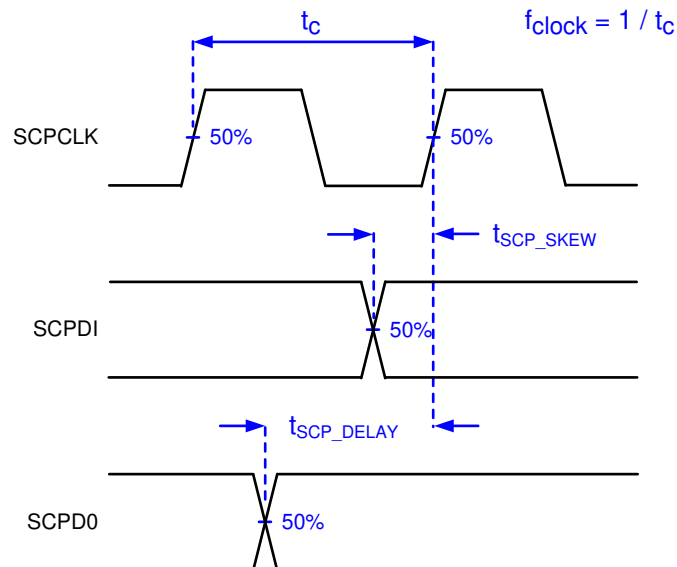 tc
fclock = 1 / tc
SCPCLK
50%
50%
tSCP_SKEW
SCPDI
50%
tSCP_DELAY
SCPD0
50%